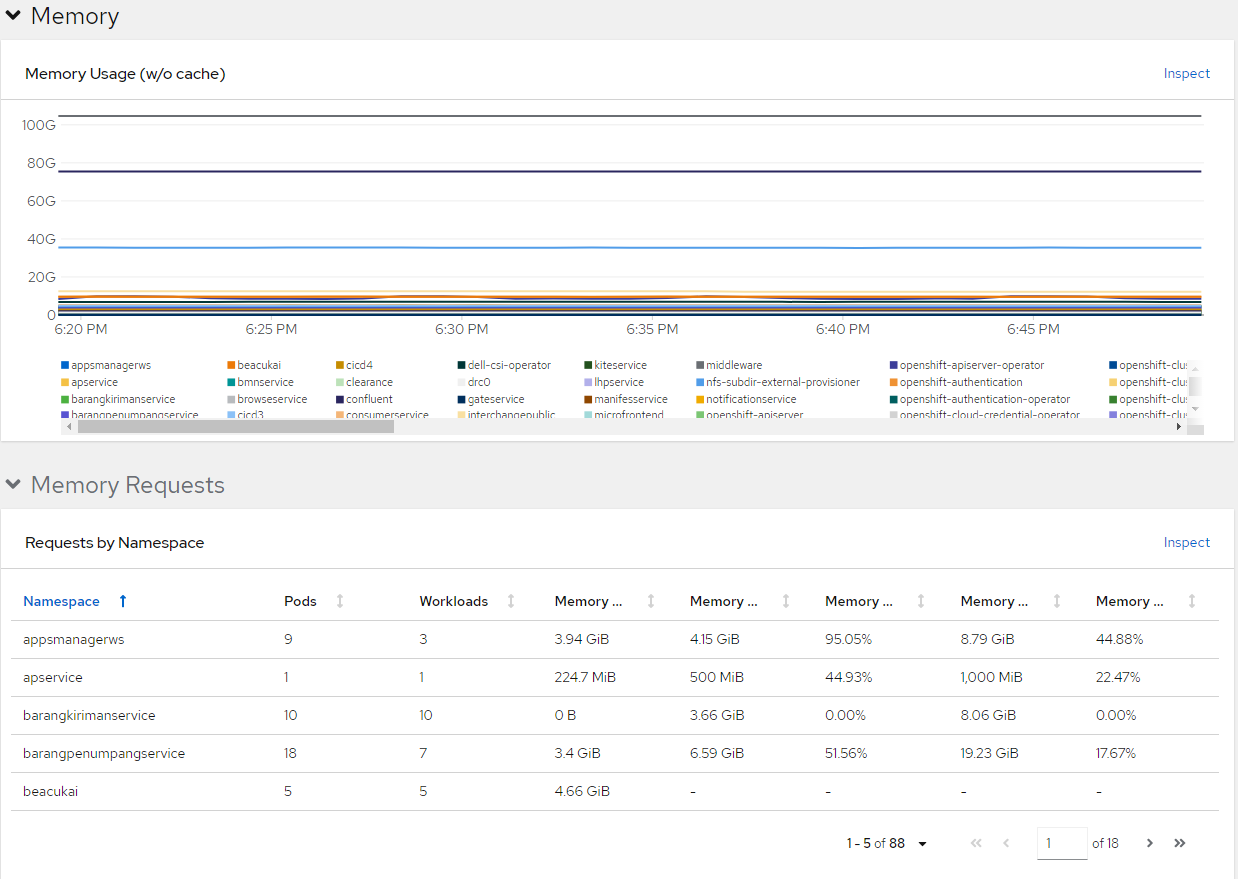 Memory
Memory Usage (w/o cache) Inspect
100G
80G
60G
40G
20G
0
6:20 PM 6:25 PM 6:30 PM 6:35 PM 6:40 PM 6:45 PM
appsmanagerws beacukai cicd4 dell-csi-operator kiteservice middleware openshift-apiserver-operator openshift-clus
apservice bmnservice clearance drc0 lhpservice nfs-subdir-external-provisioner openshift-authentication openshift-clus
barangkirimanservice browseservice confluent gateservice manifesservice notificationservice openshift-authentication-operator openshift-clus
barangpenumpangservice cicd3 consumerservice interchangepublic microfrontend openshift-apiserver openshift-cloud-credential-operator openshift-clus
Memory Requests
Requests by Namespace Inspect
Namespace Pods Workloads Memory ... Memory ... Memory ... Memory ... Memory ...
appsmanagerws 9 3 3.94 GiB 4.15 GiB 95.05% 8.79 GiB 44.88%
apservice 1 1 224.7 MiB 500 MiB 44.93% 1,000 MiB 22.47%
barangkirimanservice 10 10 0 B 3.66 GiB 0.00% 8.06 GiB 0.00%
barangpenumpangservice 18 7 3.4 GiB 6.59 GiB 51.56% 19.23 GiB 17.67%
beacukai 5 5 4.66 GiB - - - -
1 - 5 of 88 1 of 18